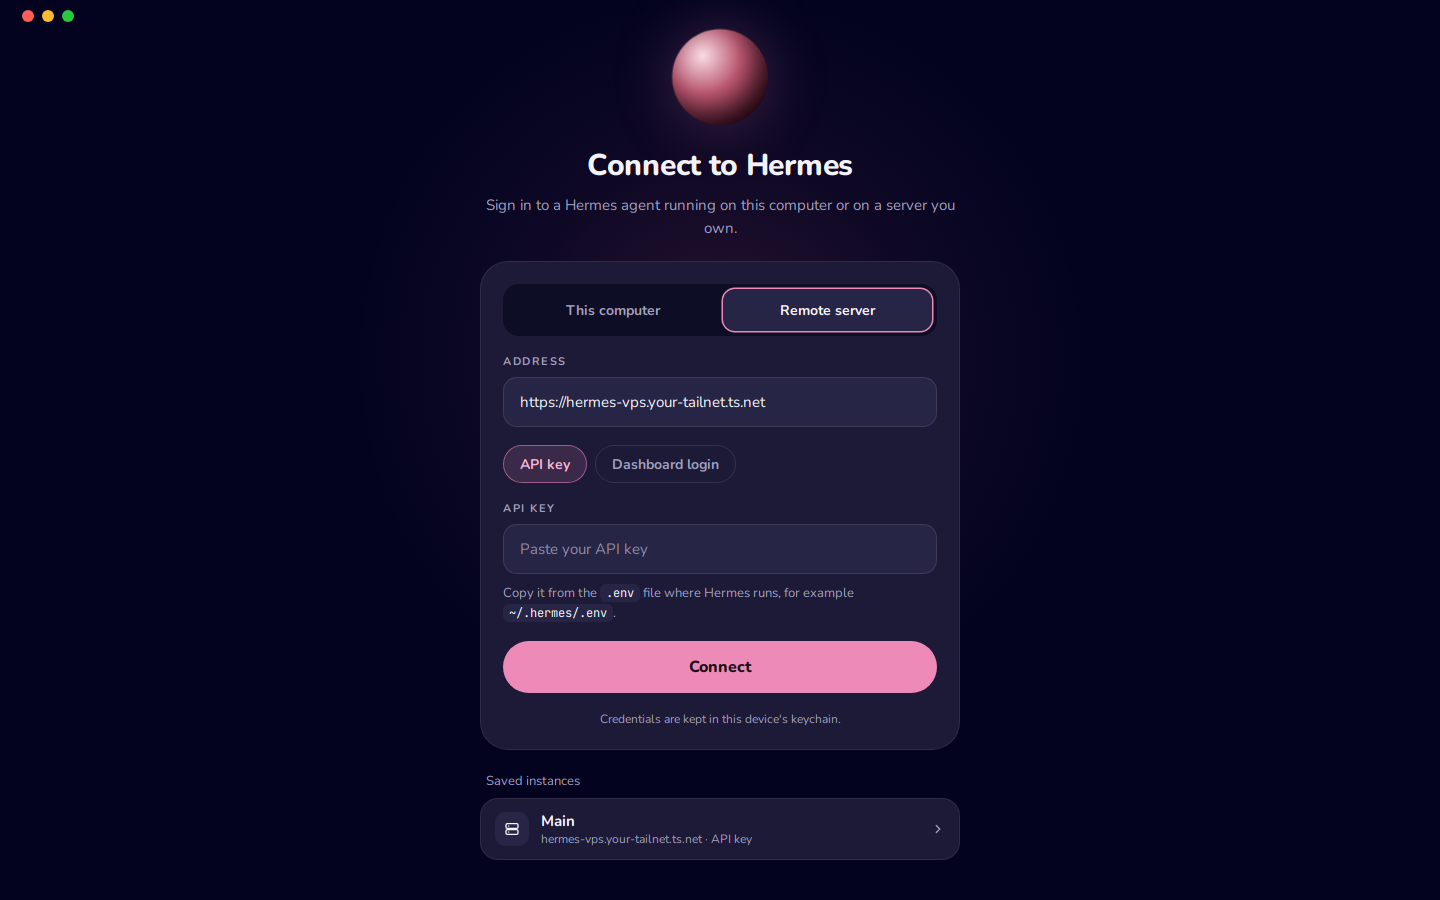 Connect to Hermes
Sign in to a Hermes agent running on this computer or on a server you
own.
This computer
Remote server
ADDRESS
https://hermes-vps.your-tailnet.ts.net
API key
Dashboard login
API KEY
Paste your API key
Copy it from the .env file where Hermes runs, for example
~/.hermes/.env.
Connect
Credentials are kept in this device's keychain.
Saved instances
Main
hermes-vps.your-tailnet.ts.net · API key